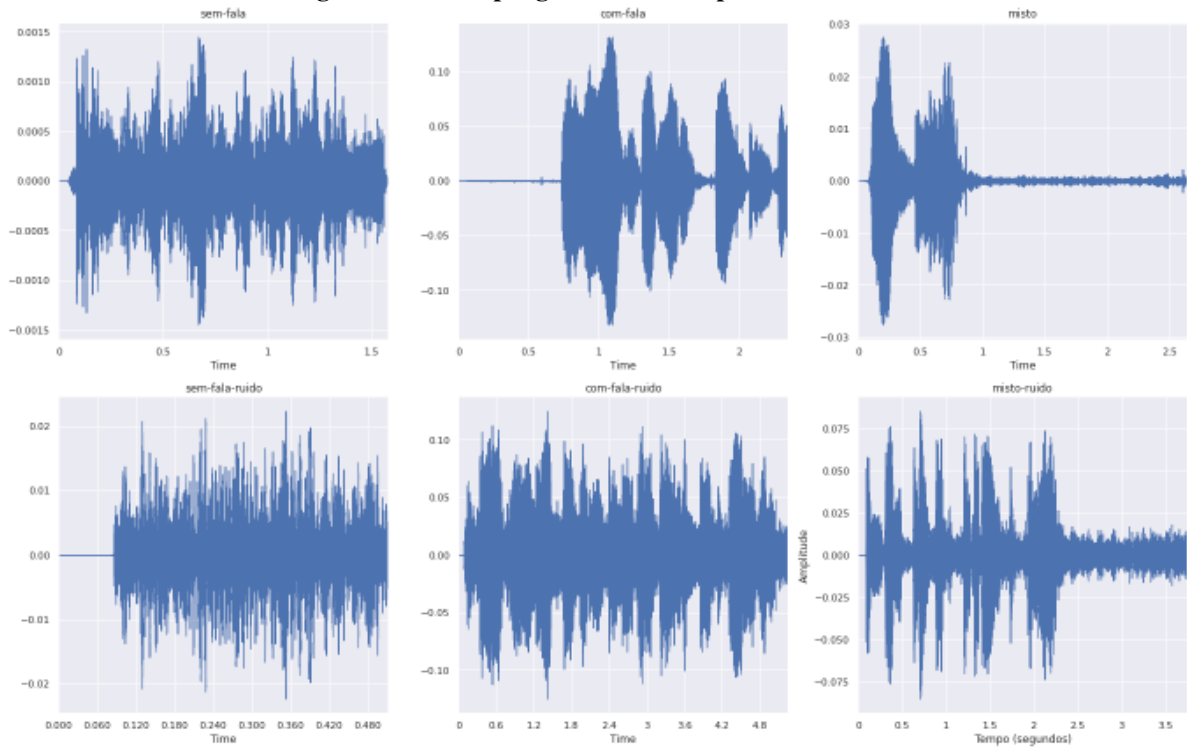 sem-fala
0.0015
0.0010
0.0005
0.0000
−0.0005
−0.0010
−0.0015
0 0.5 1 1.5
Time
com-fala
0.10
0.05
0.00
−0.05
−0.10
0 0.5 1 1.5 2
Time
misto
0.03
0.02
0.01
0.00
−0.01
−0.02
−0.03
0 0.5 1 1.5 2 2.5
Time
sem-fala-ruido
0.02
0.01
0.00
−0.01
−0.02
0.000 0.060 0.120 0.180 0.240 0.300 0.360 0.420 0.480
Time
com-fala-ruido
0.10
0.05
0.00
−0.05
−0.10
0 0.6 1.2 1.8 2.4 3 3.6 4.2 4.8
Time
misto-ruido
Amplitude
0.075
0.050
0.025
0.000
−0.025
−0.050
−0.075
0 0.5 1 1.5 2 2.5 3 3.5
Tempo (segundos)